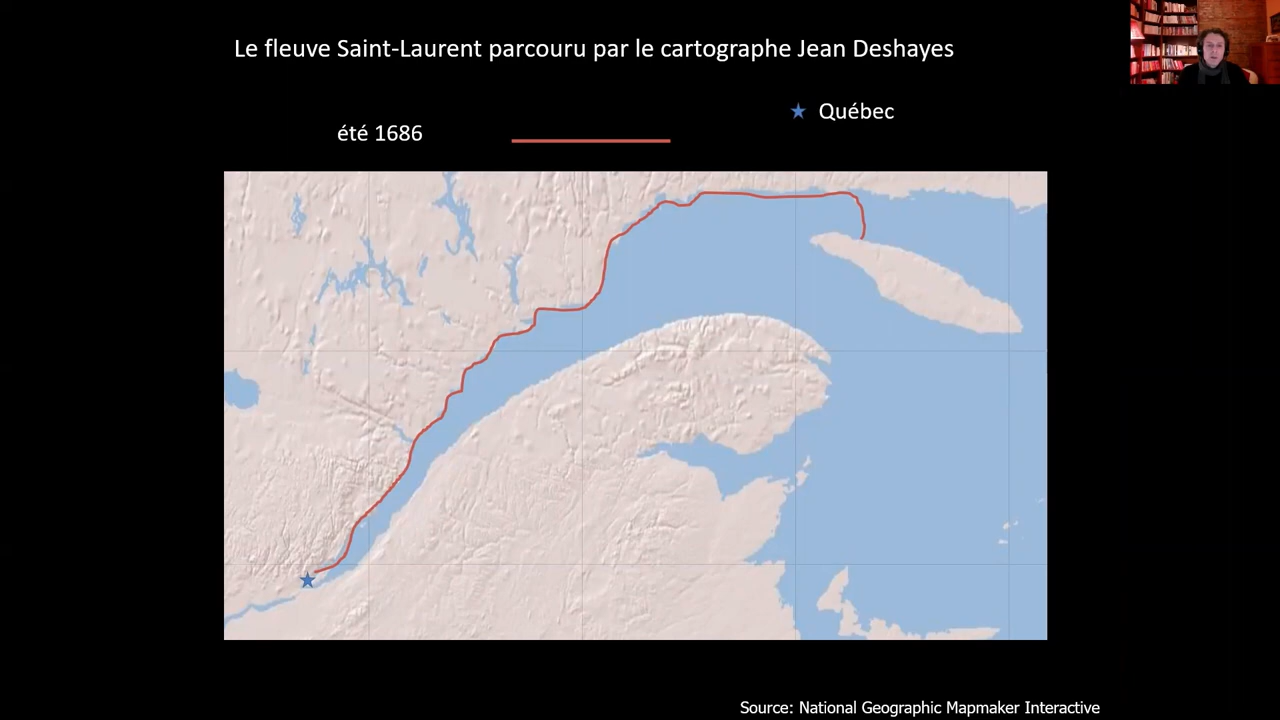 Le fleuve Saint-Laurent parcouru par le cartographe Jean Deshayes
Québec
été 1686
Source: National Geographic Mapmaker Interactive